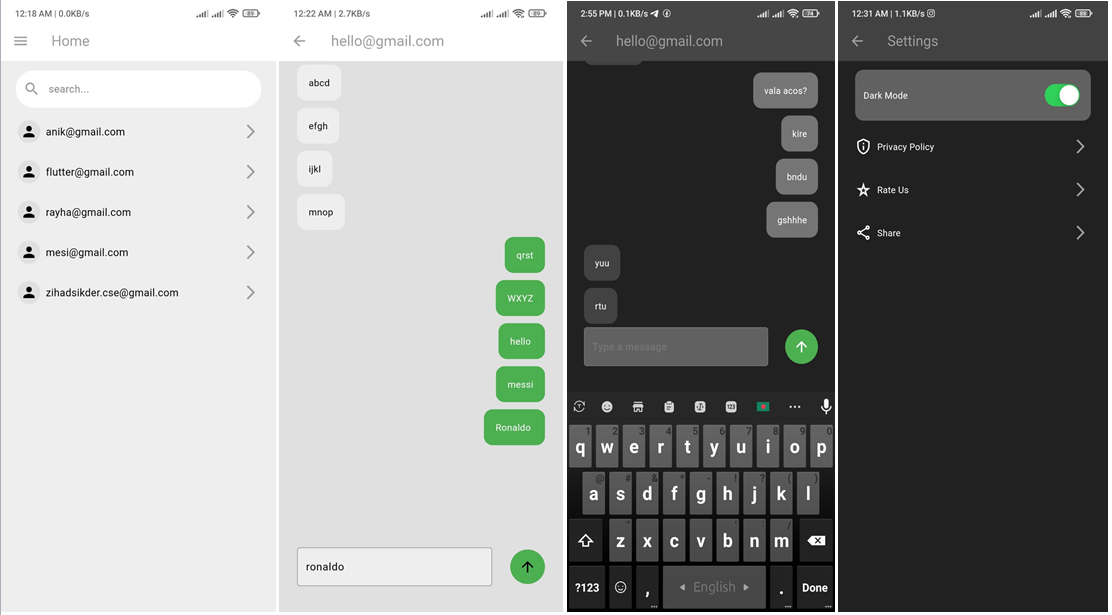 12:18 AM | 0.0KB/s
89
Home
search...
anik@gmail.com
flutter@gmail.com
rayha@gmail.com
mesi@gmail.com
zihadsikder.cse@gmail.com
12:22 AM | 2.7KB/s
89
hello@gmail.com
abcd
efgh
ijkl
mnop
qrst
WXYZ
hello
messi
Ronaldo
ronaldo
2:55 PM | 0.1KB/s
74
hello@gmail.com
vala acos?
kire
bndu
gshhhe
yuu
rtu
Type a message
123
1 2 3 4 5 6 7 8 9 0
q w e r t y u i o p
@ # & * - ! ? ( )
a s d f g h j k l
z x c v b n m
?123 , English . Done
12:31 AM | 1.1KB/s
88
Settings
Dark Mode
Privacy Policy
Rate Us
Share